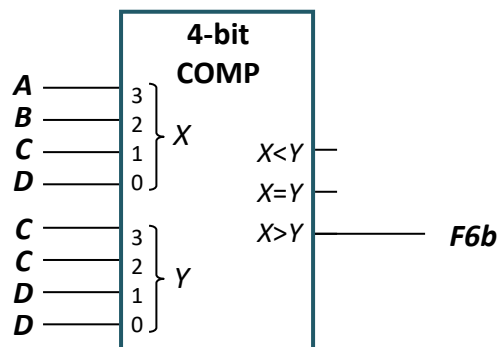 4-bit
COMP
A 3
B 2
C 1
D 0
X
C 3
C 2
D 1
D 0
Y
X<Y
X=Y
X>Y F6b